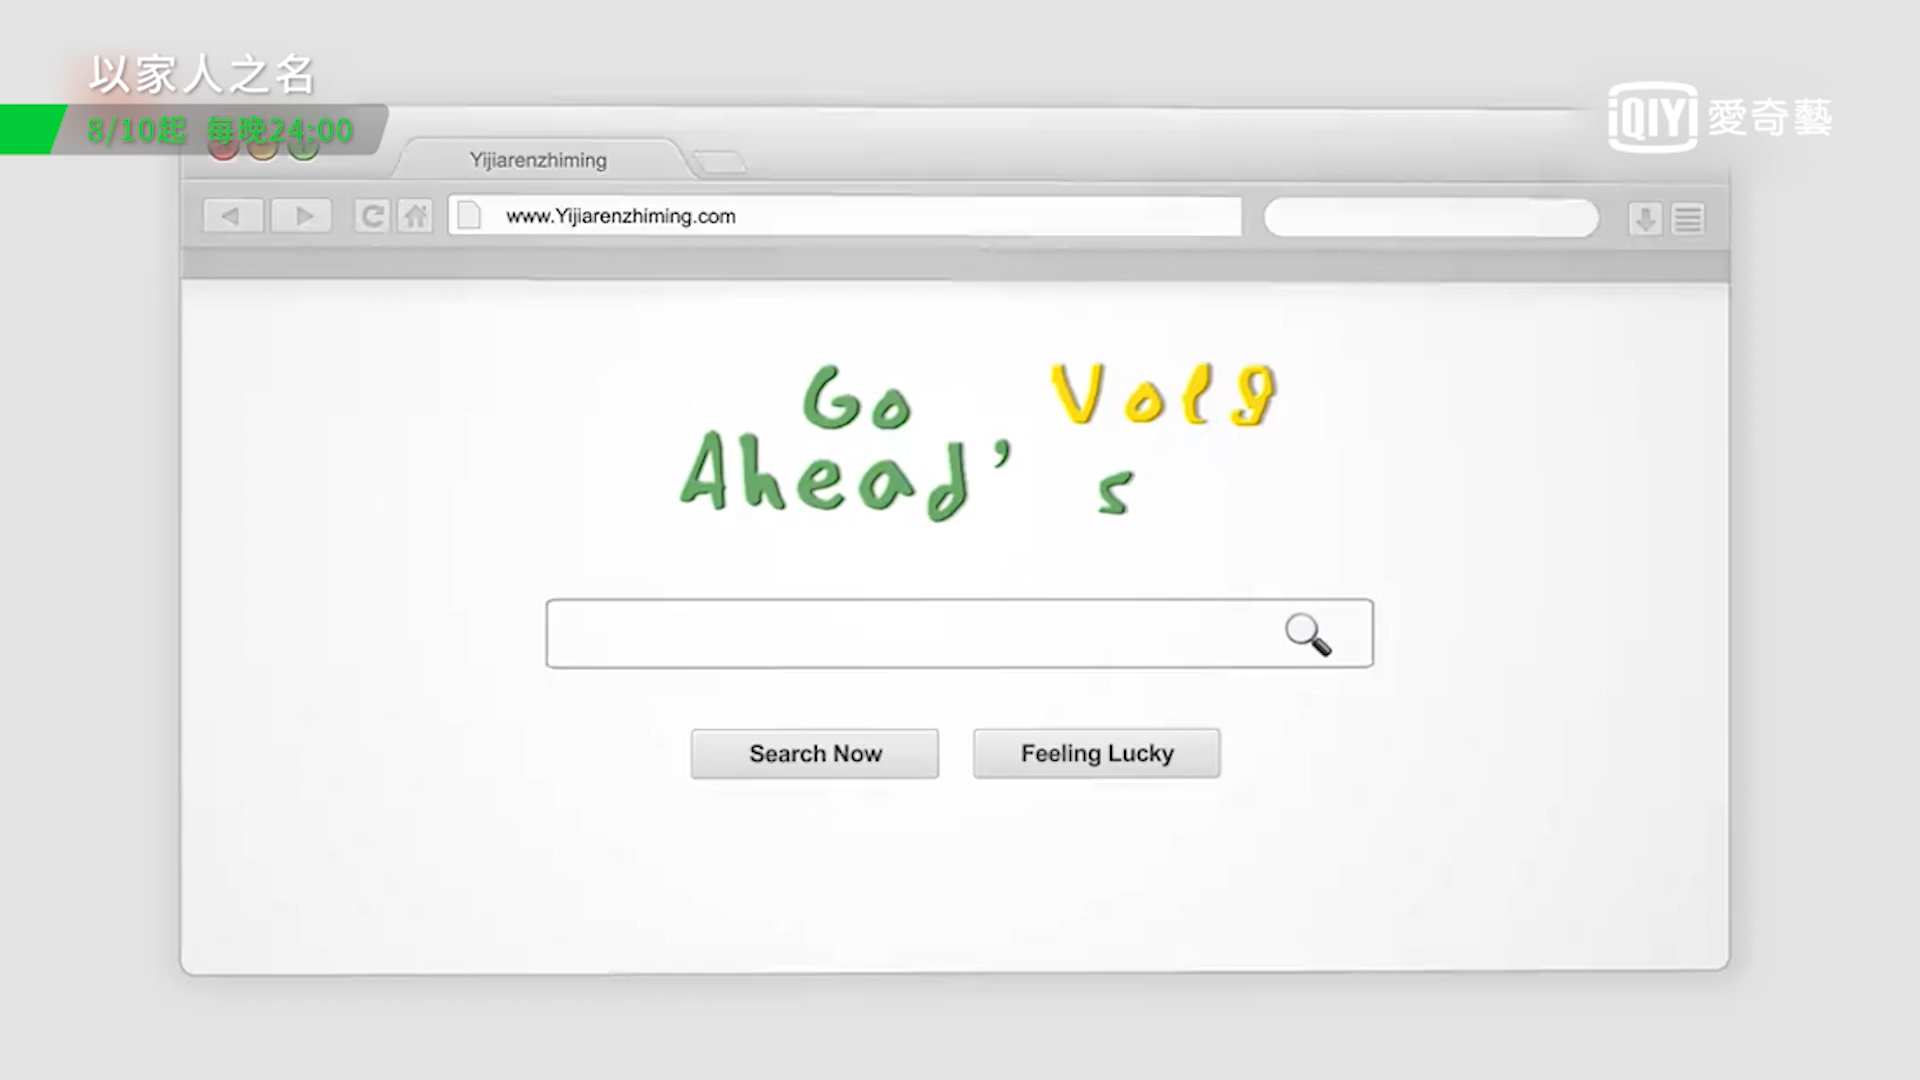 以家人之名
8/10起 每晚24:00
iQIYI 愛奇藝
Yijiarenzhiming
www.Yijiarenzhiming.com
Go Volg
Ahead's
Search Now
Feeling Lucky